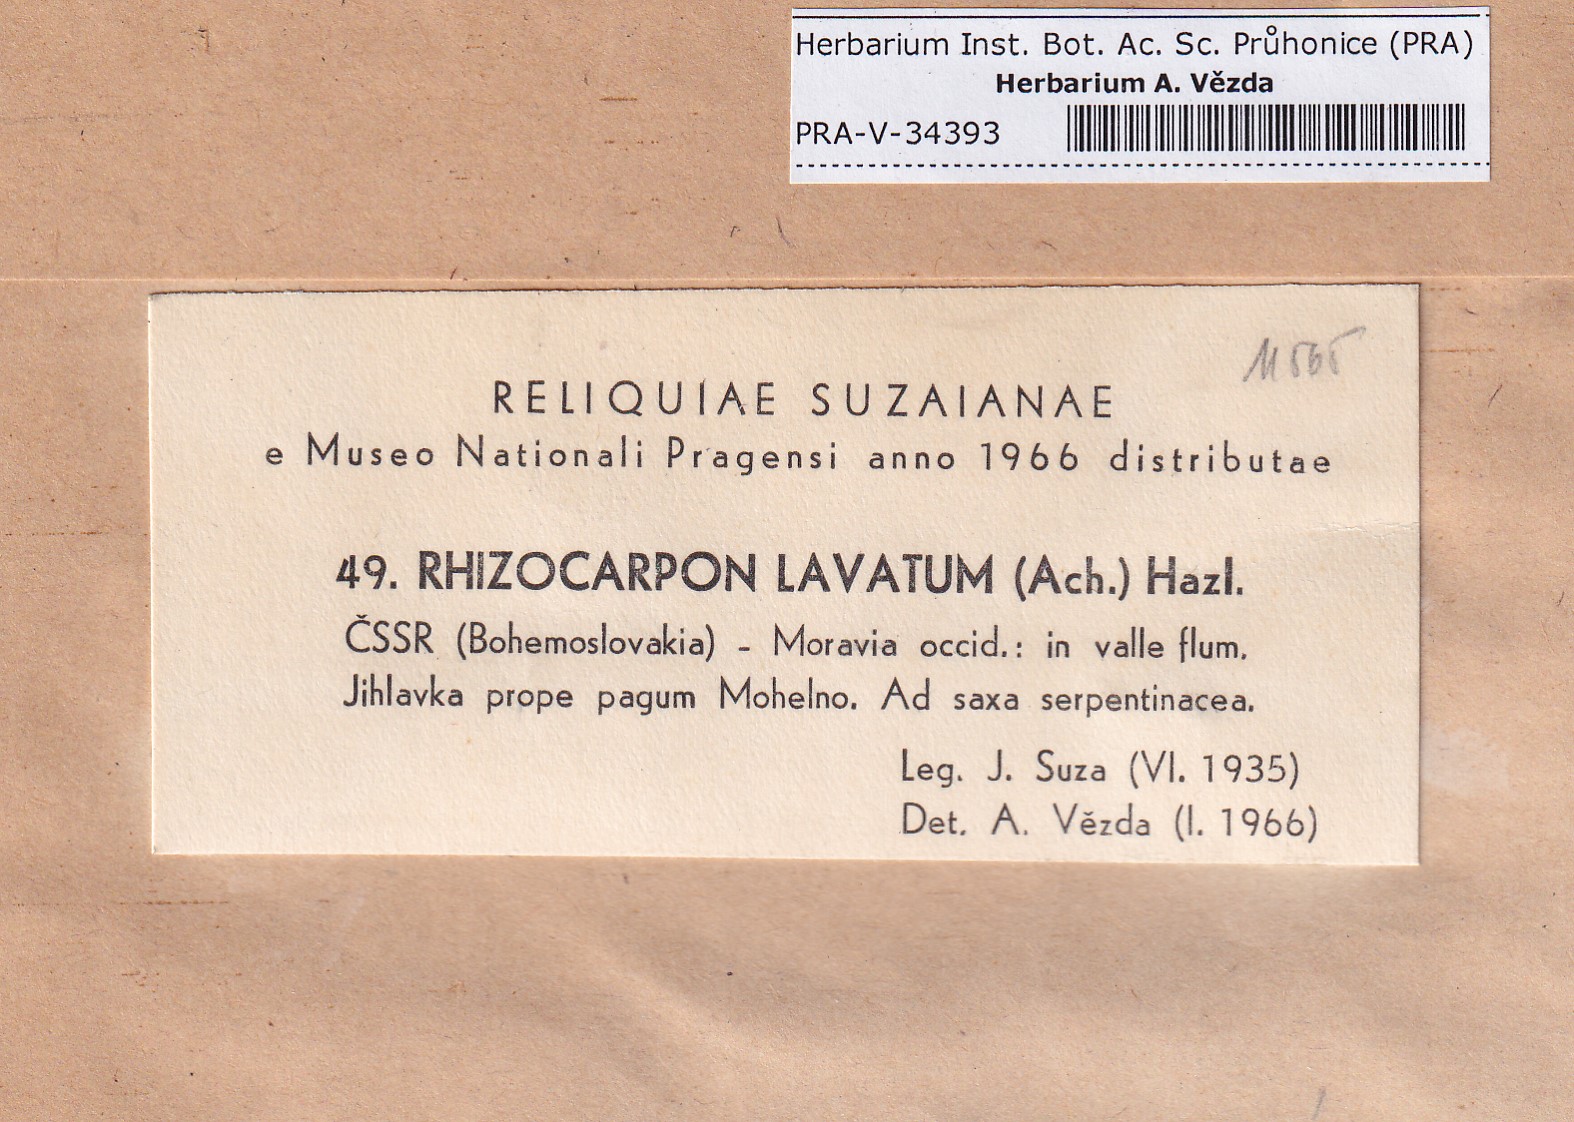 Herbarium Inst. Bot. Ac. Sc. Průhonice (PRA)
Herbarium A. Vězda
PRA-V-34393
RELIQUIAE SUZAIANAE
e Museo Nationali Pragensi anno 1966 distributae
49. RHIZOCARPON LAVATUM (Ach.) Hazl.
ČSSR (Bohemoslovakia) - Moravia occid.: in valle flum.
Jihlavka prope pagum Mohelno. Ad saxa serpentinacea.
Leg. J. Suza (VI. 1935)
Det. A. Vězda (I. 1966)